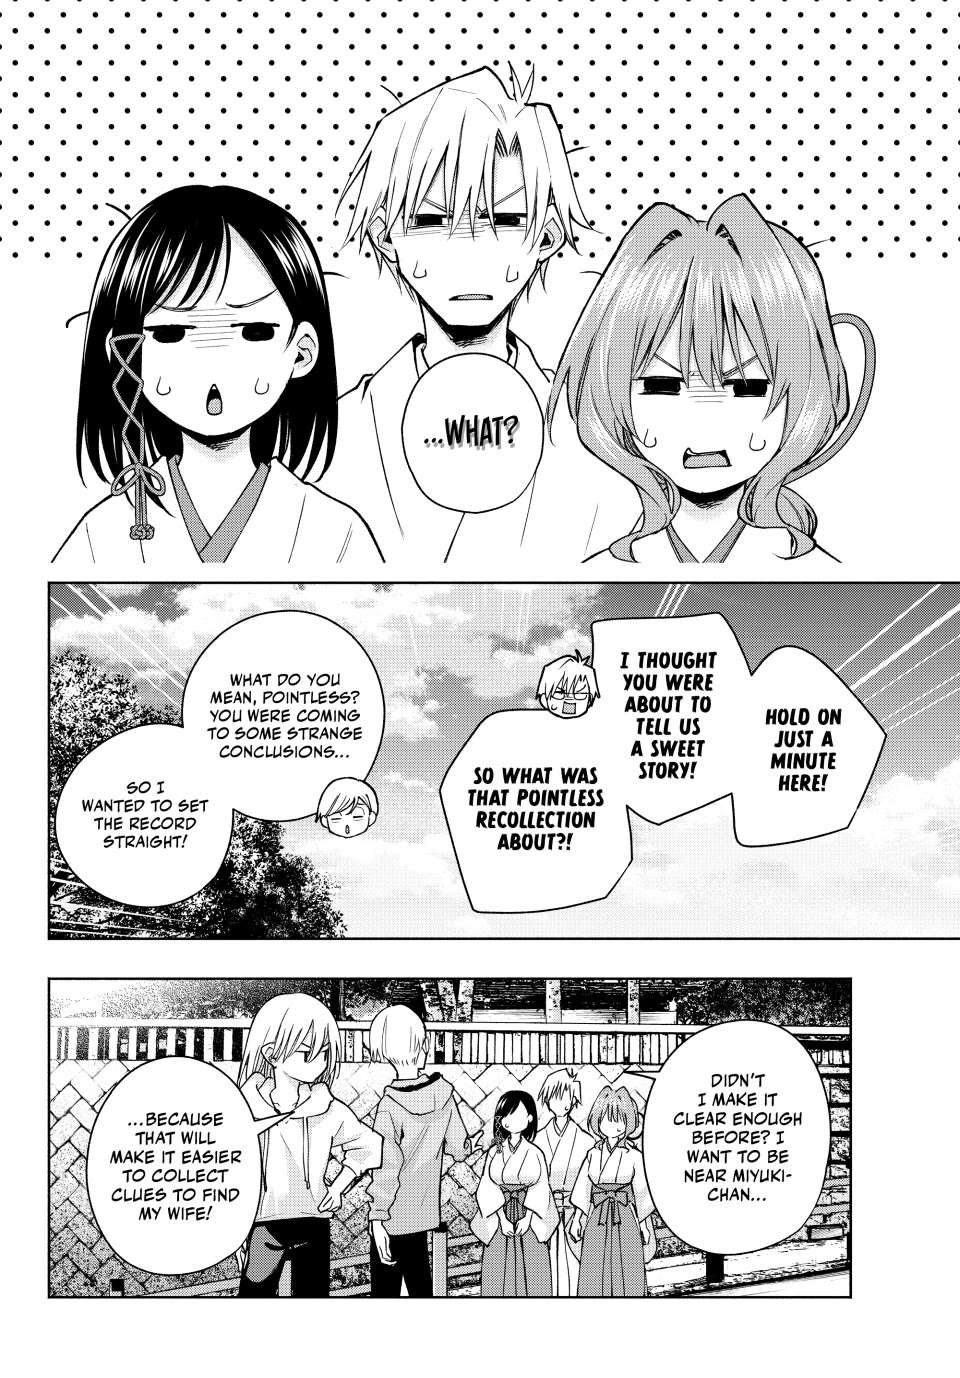 ...WHAT?
HOLD ON
JUST A
MINUTE
HERE!
I THOUGHT
YOU WERE
ABOUT TO
TELL US
A SWEET
STORY!
SO WHAT WAS
THAT POINTLESS
RECOLLECTION
ABOUT?!
WHAT DO YOU
MEAN, POINTLESS?
YOU WERE COMING
TO SOME STRANGE
CONCLUSIONS...
SO I
WANTED TO SET
THE RECORD
STRAIGHT!
DIDN'T
I MAKE IT
CLEAR ENOUGH
BEFORE? I
WANT TO BE
NEAR MIYUKI-
CHAN...
...BECAUSE
THAT WILL
MAKE IT EASIER
TO COLLECT
CLUES TO FIND
MY WIFE!